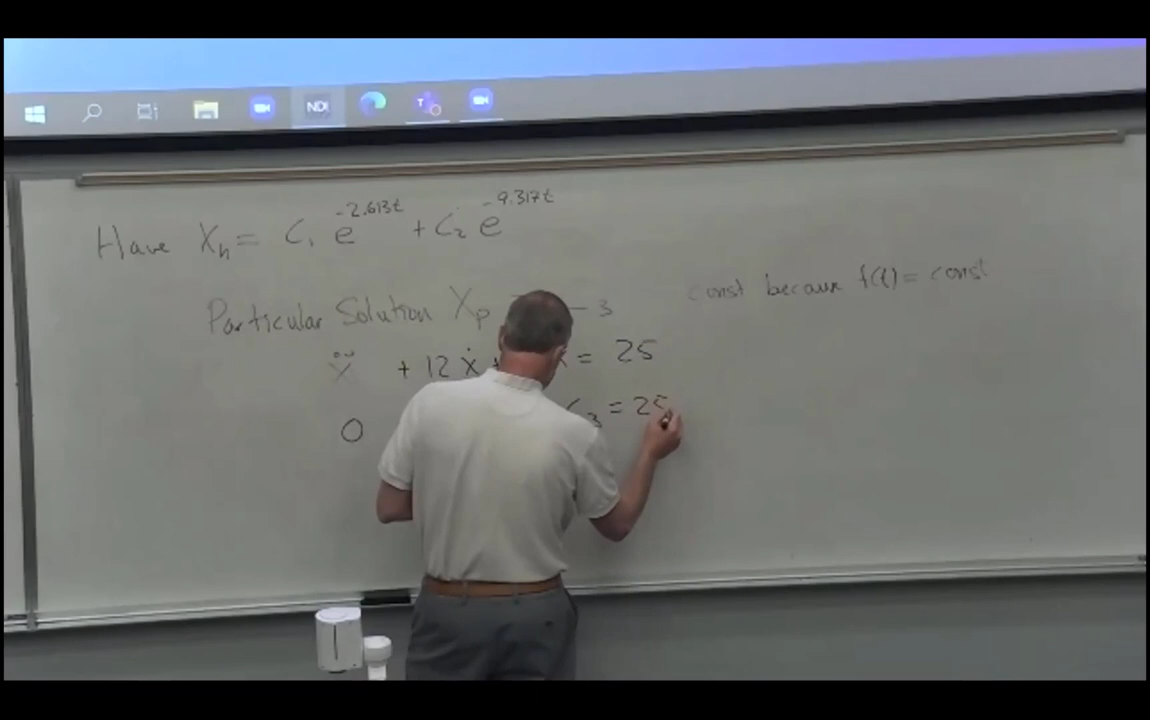 Have Xₕ = C₁ e^-2.613t + C₂ e^-9.317t
Particular Solution Xₚ 3 const because f(t) = const
ẍ + 12 ẋ + x = 25
0 C₃ = 25